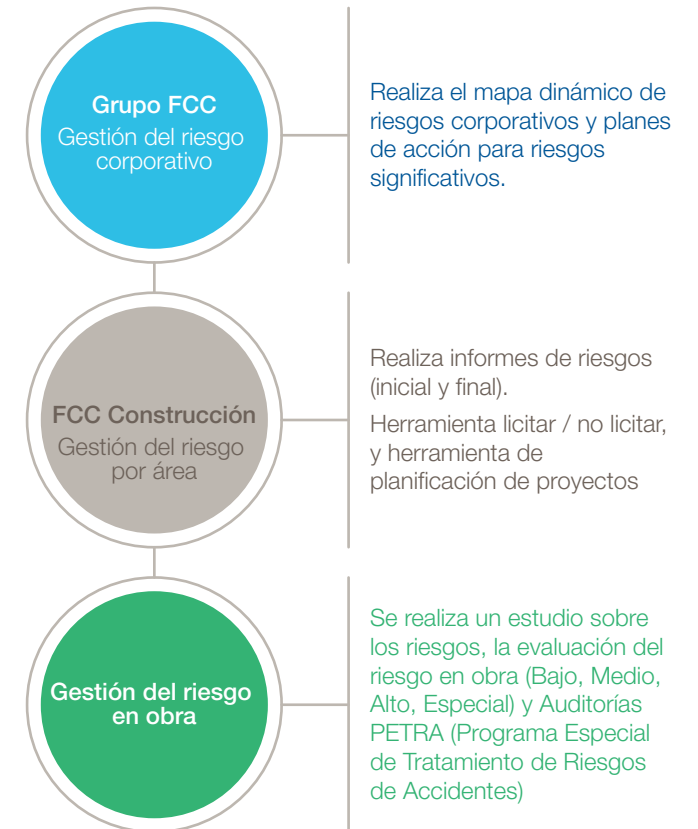 Grupo FCC
Gestión del riesgo
corporativo
Realiza el mapa dinámico de
riesgos corporativos y planes
de acción para riesgos
significativos.
FCC Construcción
Gestión del riesgo
por área
Realiza informes de riesgos
(inicial y final).
Herramienta licitar / no licitar,
y herramienta de
planificación de proyectos
Gestión del riesgo
en obra
Se realiza un estudio sobre
los riesgos, la evaluación del
riesgo en obra (Bajo, Medio,
Alto, Especial) y Auditorías
PETRA (Programa Especial
de Tratamiento de Riesgos
de Accidentes)